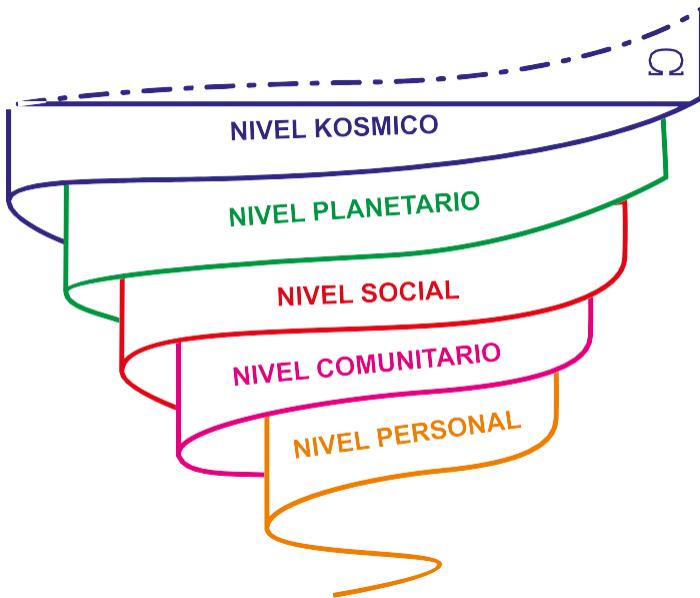 Ω
NIVEL KOSMICO
NIVEL PLANETARIO
NIVEL SOCIAL
NIVEL COMUNITARIO
NIVEL PERSONAL